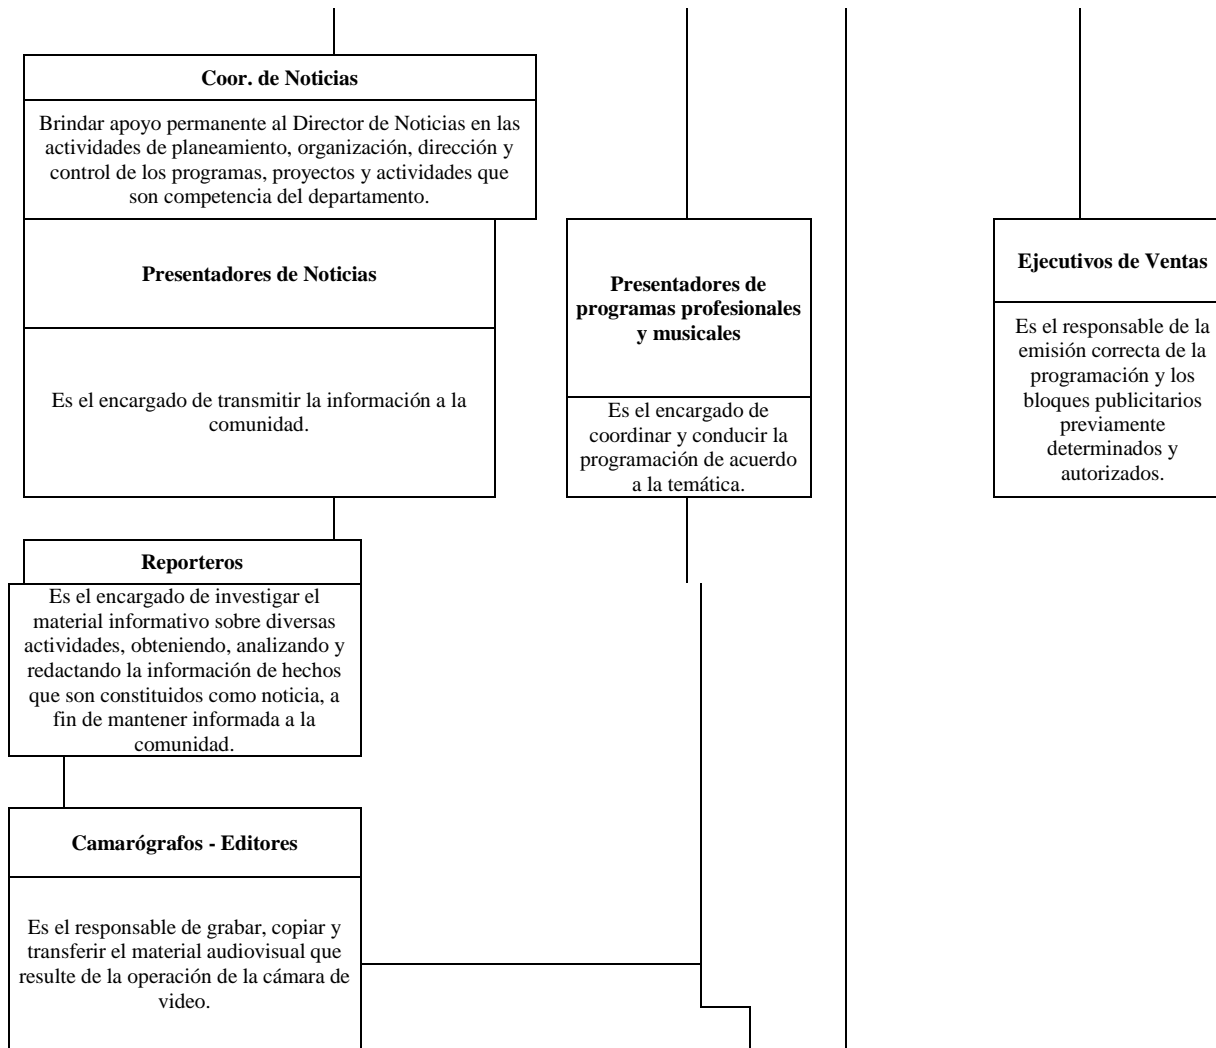 Coor. de Noticias
Brindar apoyo permanente al Director de Noticias en las
actividades de planeamiento, organización, dirección y
control de los programas, proyectos y actividades que
son competencia del departamento.
Presentadores de Noticias
Es el encargado de transmitir la información a la
comunidad.
Presentadores de
programas profesionales
y musicales
Es el encargado de
coordinar y conducir la
programación de acuerdo
a la temática.
Ejecutivos de Ventas
Es el responsable de la
emisión correcta de la
programación y los
bloques publicitarios
previamente
determinados y
autorizados.
Reporteros
Es el encargado de investigar el
material informativo sobre diversas
actividades, obteniendo, analizando y
redactando la información de hechos
que son constituidos como noticia, a
fin de mantener informada a la
comunidad.
Camarógrafos - Editores
Es el responsable de grabar, copiar y
transferir el material audiovisual que
resulte de la operación de la cámara de
video.